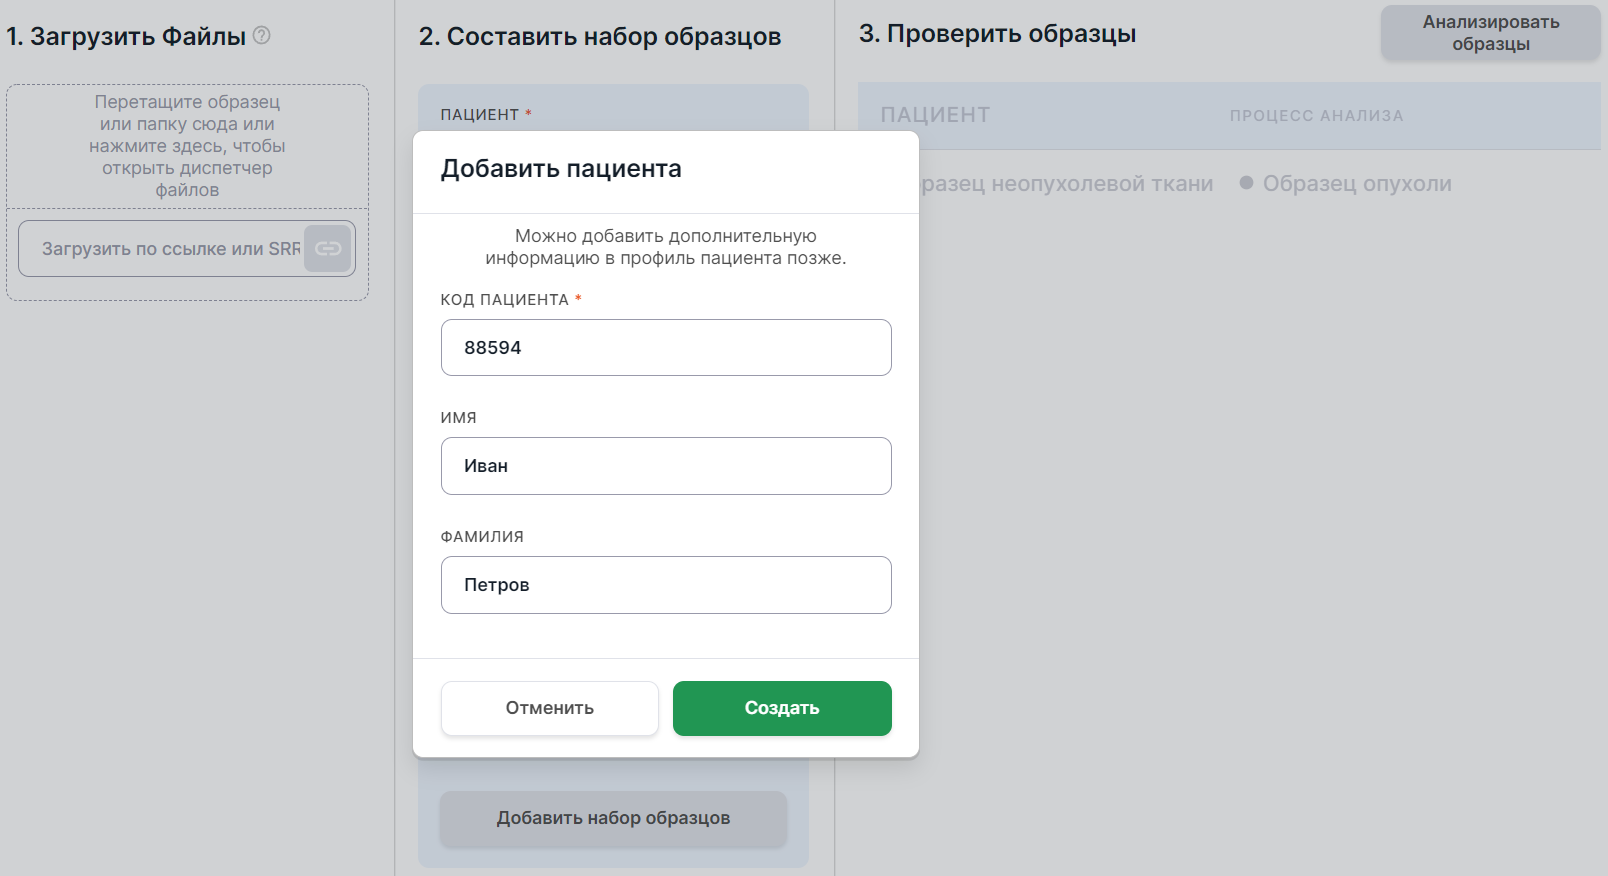 1. Загрузить Файлы ?
Перетащите образец
или папку сюда или
нажмите здесь, чтобы
открыть диспетчер
файлов
Загрузить по ссылке или SRR
2. Составить набор образцов
ПАЦИЕНТ *
Добавить пациента
Можно добавить дополнительную
информацию в профиль пациента позже.
КОД ПАЦИЕНТА *
88594
ИМЯ
Иван
ФАМИЛИЯ
Петров
Отменить
Создать
Добавить набор образцов
3. Проверить образцы
Анализировать
образцы
ПАЦИЕНТ
ПРОЦЕСС АНАЛИЗА
разец неопухолевой ткани
Образец опухоли